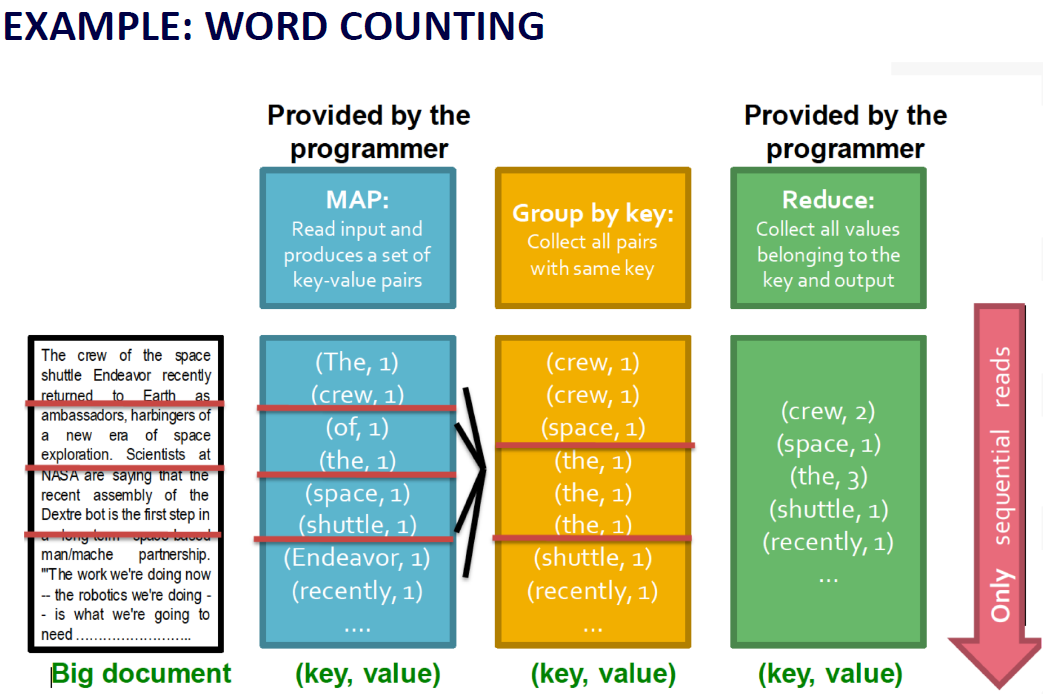 EXAMPLE: WORD COUNTING
Provided by the
programmer
Provided by the
programmer
MAP:
Read input and
produces a set of
key-value pairs
Group by key:
Collect all pairs
with same key
Reduce:
Collect all values
belonging to the
key and output
The crew of the space
shuttle Endeavor recently
returned to Earth as
ambassadors, harbingers of
a new era of space
exploration. Scientists at
NASA are saying that the
recent assembly of the
Dextre bot is the first step in
a long-term space-based
man/mache partnership.
'"The work we're doing now
-- the robotics we're doing -
- is what we're going to
need ……………………..
Big document
(The, 1)
(crew, 1)
(of, 1)
(the, 1)
(space, 1)
(shuttle, 1)
(Endeavor, 1)
(recently, 1)
....
(key, value)
(crew, 1)
(crew, 1)
(space, 1)
(the, 1)
(the, 1)
(the, 1)
(shuttle, 1)
(recently, 1)
...
(key, value)
(crew, 2)
(space, 1)
(the, 3)
(shuttle, 1)
(recently, 1)
...
(key, value)
Only sequential reads